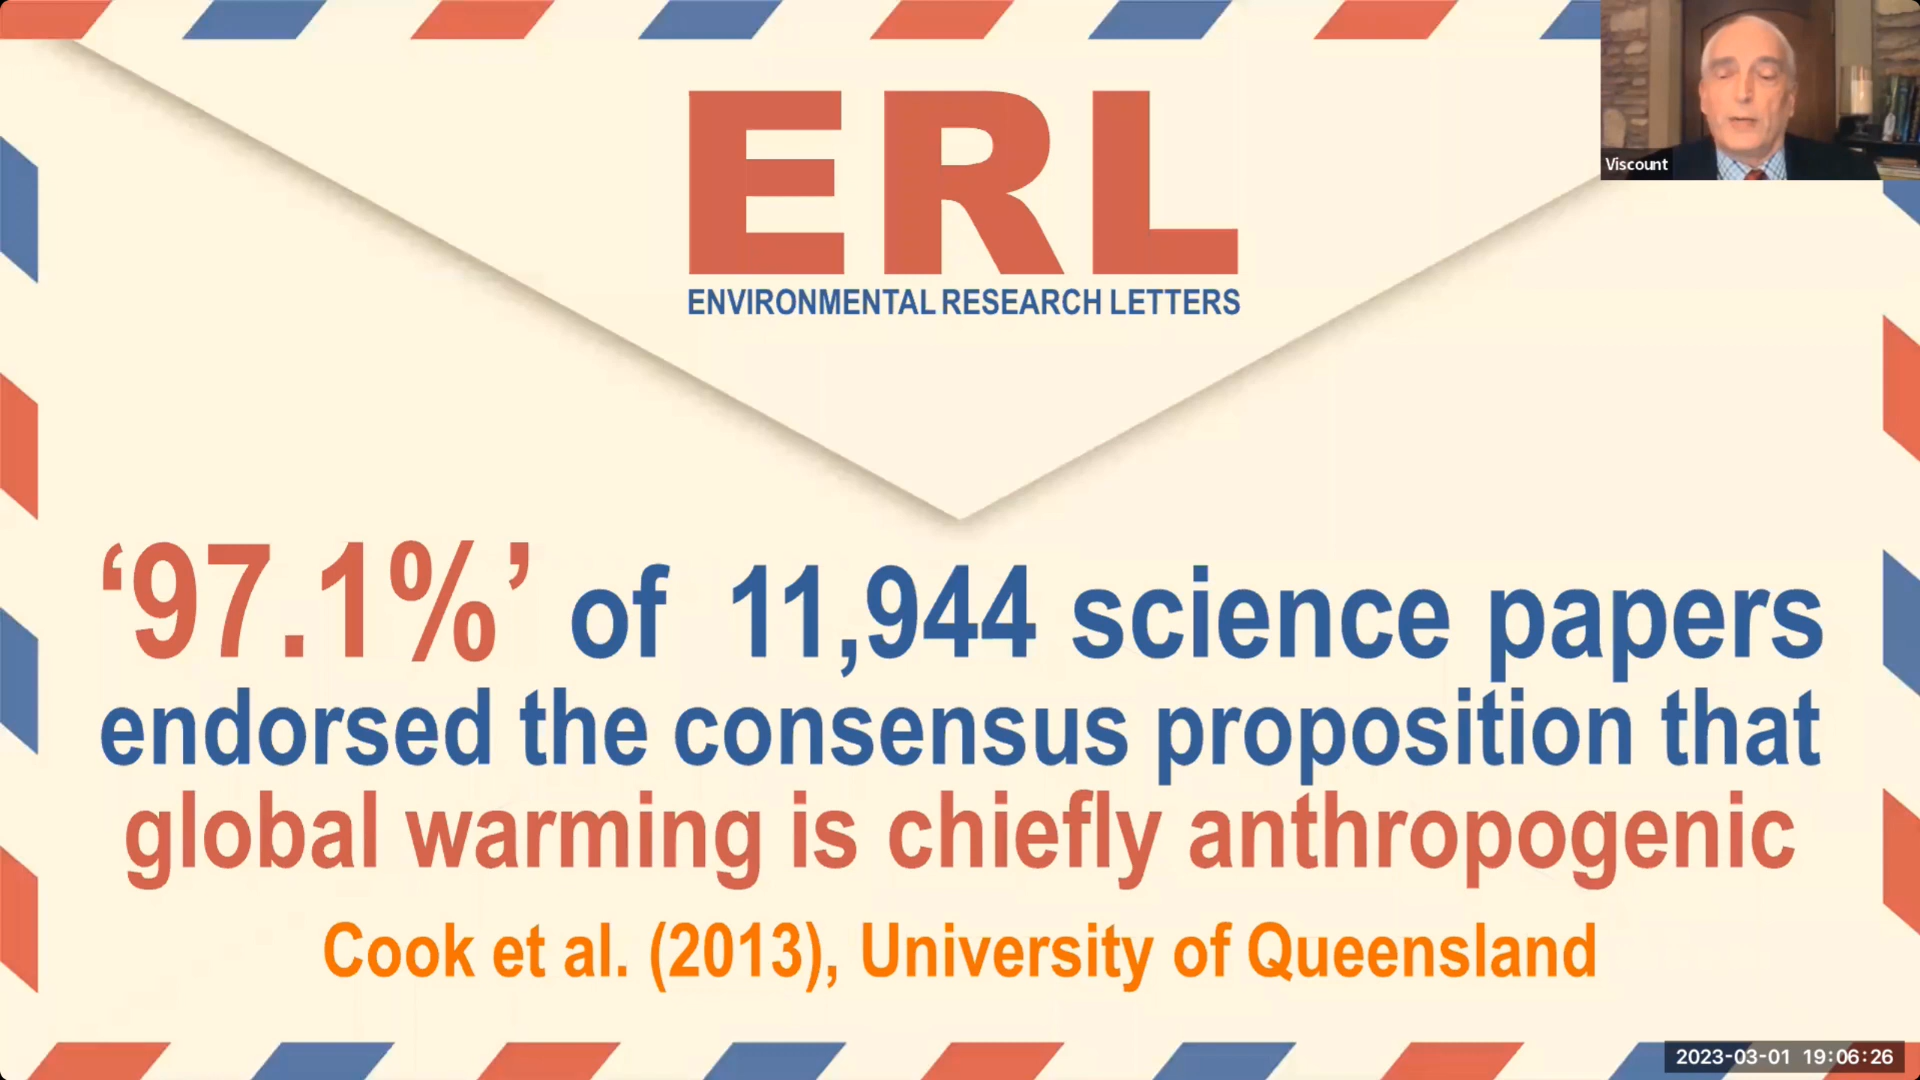 ERL
ENVIRONMENTAL RESEARCH LETTERS
Viscount
‘97.1%’ of 11,944 science papers
endorsed the consensus proposition that
global warming is chiefly anthropogenic
Cook et al. (2013), University of Queensland
2023-03-01 19:06:26